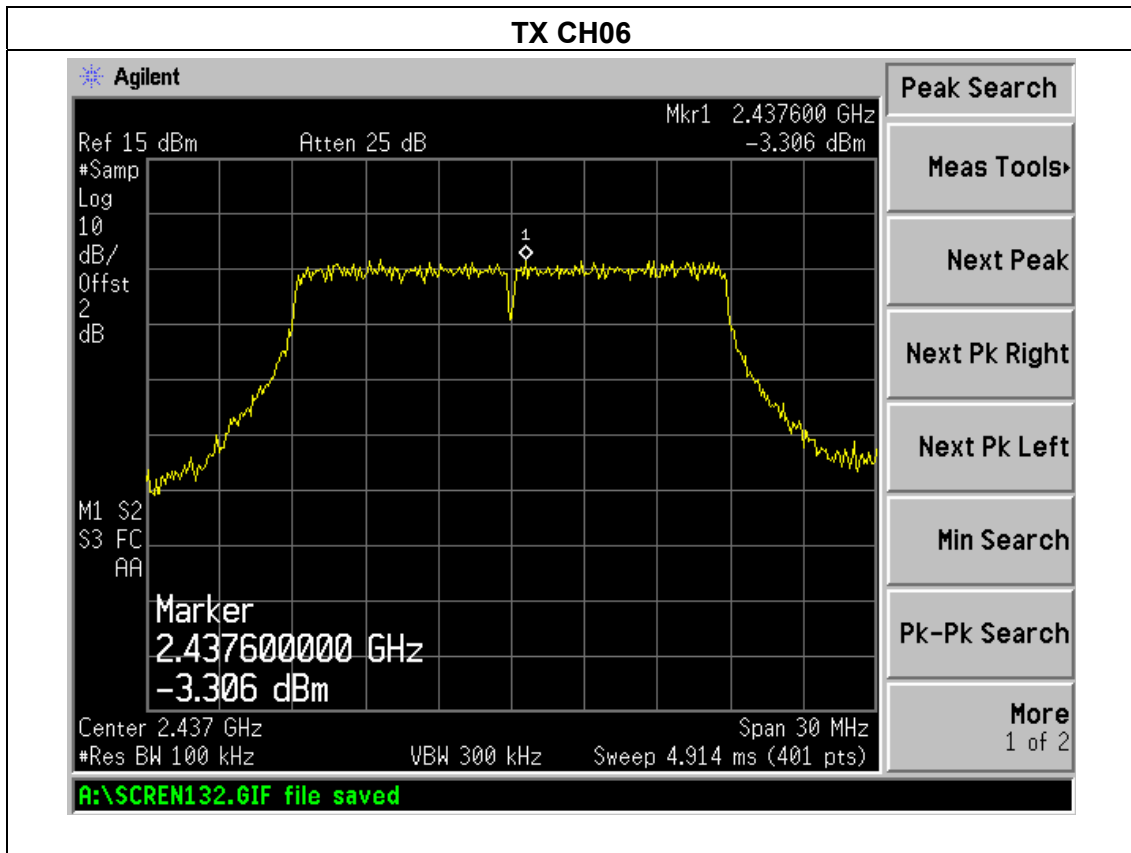 TX CH06
Agilent
Peak Search
Mkr1 2.437600 GHz
Ref 15 dBm Atten 25 dB -3.306 dBm
#Samp
Log
10
dB/
Offst
2
dB
1
M1 S2
S3 FC
AA
Marker
2.437600000 GHz
-3.306 dBm
Center 2.437 GHz Span 30 MHz
#Res BW 100 kHz VBW 300 kHz Sweep 4.914 ms (401 pts)
Meas Tools
Next Peak
Next Pk Right
Next Pk Left
Min Search
Pk-Pk Search
More
1 of 2
A:\SCREN132.GIF file saved